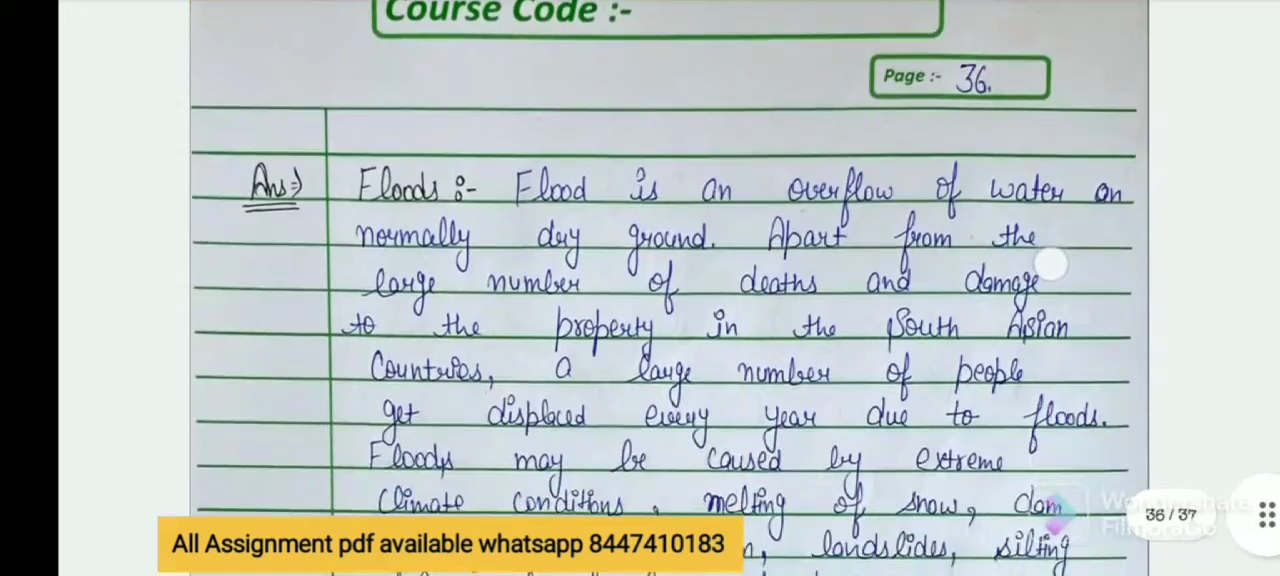 Course Code :-
Page :- 36.
Ans⇒ Floods :- Flood is an overflow of water on
normally dry ground. Apart from the
large number of deaths and damage
to the property in the South Asian
Countries, a large number of people
get displaced every year due to floods.
Floods may be caused by extreme
Climate conditions, melting of snow, dam
landslides, silting
All Assignment pdf available whatsapp 8447410183
36 / 37
Wondershare
FilmoraGo